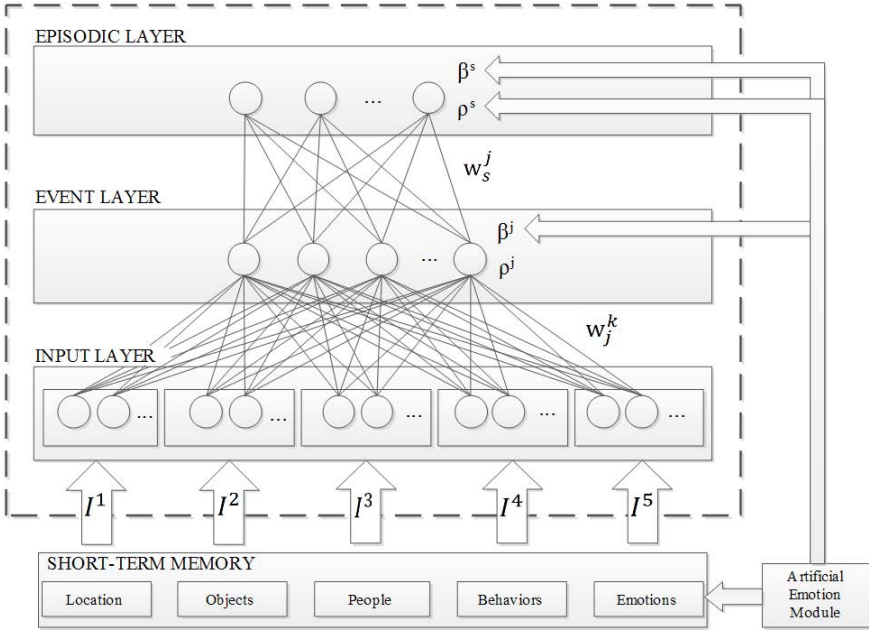 EPISODIC LAYER
β^s
...
ρ^s
w_s^j
EVENT LAYER
β^j
...
ρ^j
w_j^k
INPUT LAYER
... ... ... ... ...
I^1 I^2 I^3 I^4 I^5
SHORT-TERM MEMORY
Location Objects People Behaviors Emotions
Artificial
Emotion
Module